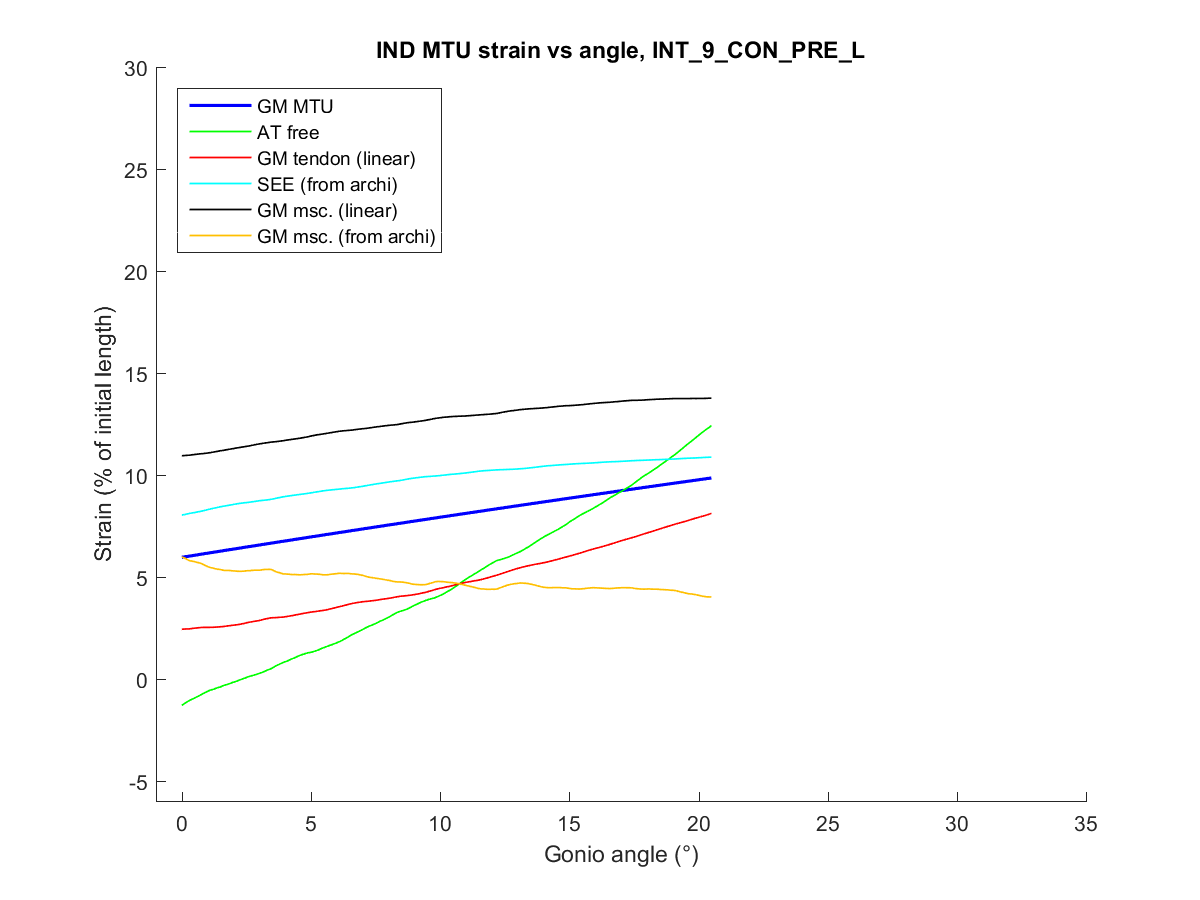 IND MTU strain vs angle, INT_9_CON_PRE_L
30
25
20
15
10
5
0
-5
Strain (% of initial length)
GM MTU
AT free
GM tendon (linear)
SEE (from archi)
GM msc. (linear)
GM msc. (from archi)
0 5 10 15 20 25 30 35
Gonio angle (°)